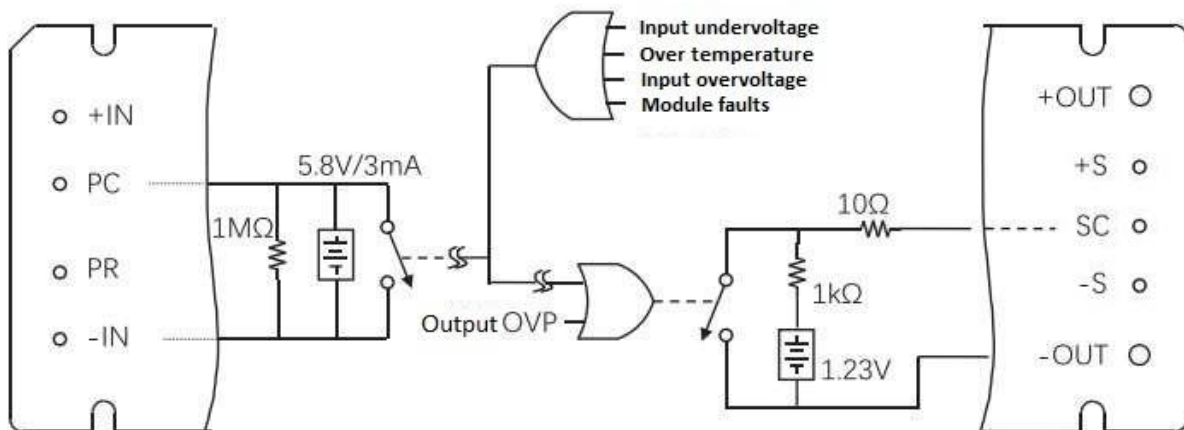 Input undervoltage
Over temperature
Input overvoltage
Module faults
+IN
PC
PR
-IN
5.8V/3mA
1MΩ
Output OVP
10Ω
1kΩ
1.23V
+OUT
+S
SC
-S
-OUT